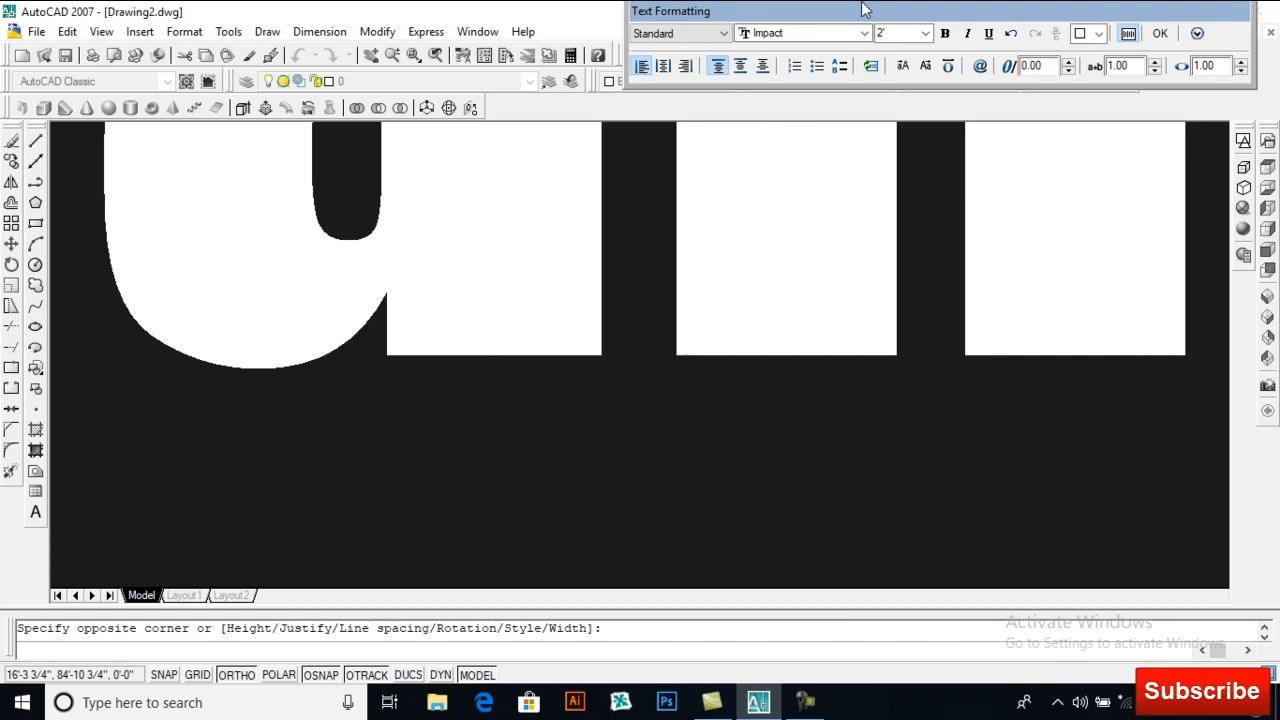 AutoCAD 2007 - [Drawing2.dwg]
Text Formatting
File Edit View Insert Format Tools Draw Dimension Modify Express Window Help
Standard
Impact
2'
B I U
OK
AutoCAD Classic
0
@
0/ 0.00
a•b 1.00
1.00
A
Model Layout1 Layout2
Specify opposite corner or [Height/Justify/Line spacing/Rotation/Style/Width]:
Activate Windows
Go to Settings to activate Windows.
16'-3 3/4", 84'-10 3/4", 0'-0" SNAP GRID ORTHO POLAR OSNAP OTRACK DUCS DYN MODEL
Subscribe
Type here to search
Ai
Ps